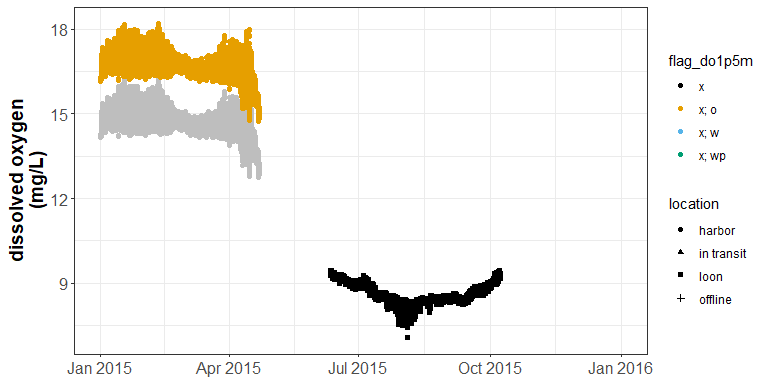 dissolved oxygen
(mg/L)
18
15
12
9
Jan 2015
Apr 2015
Jul 2015
Oct 2015
Jan 2016
flag_do1p5m
x
x; o
x; w
x; wp
location
harbor
in transit
loon
offline